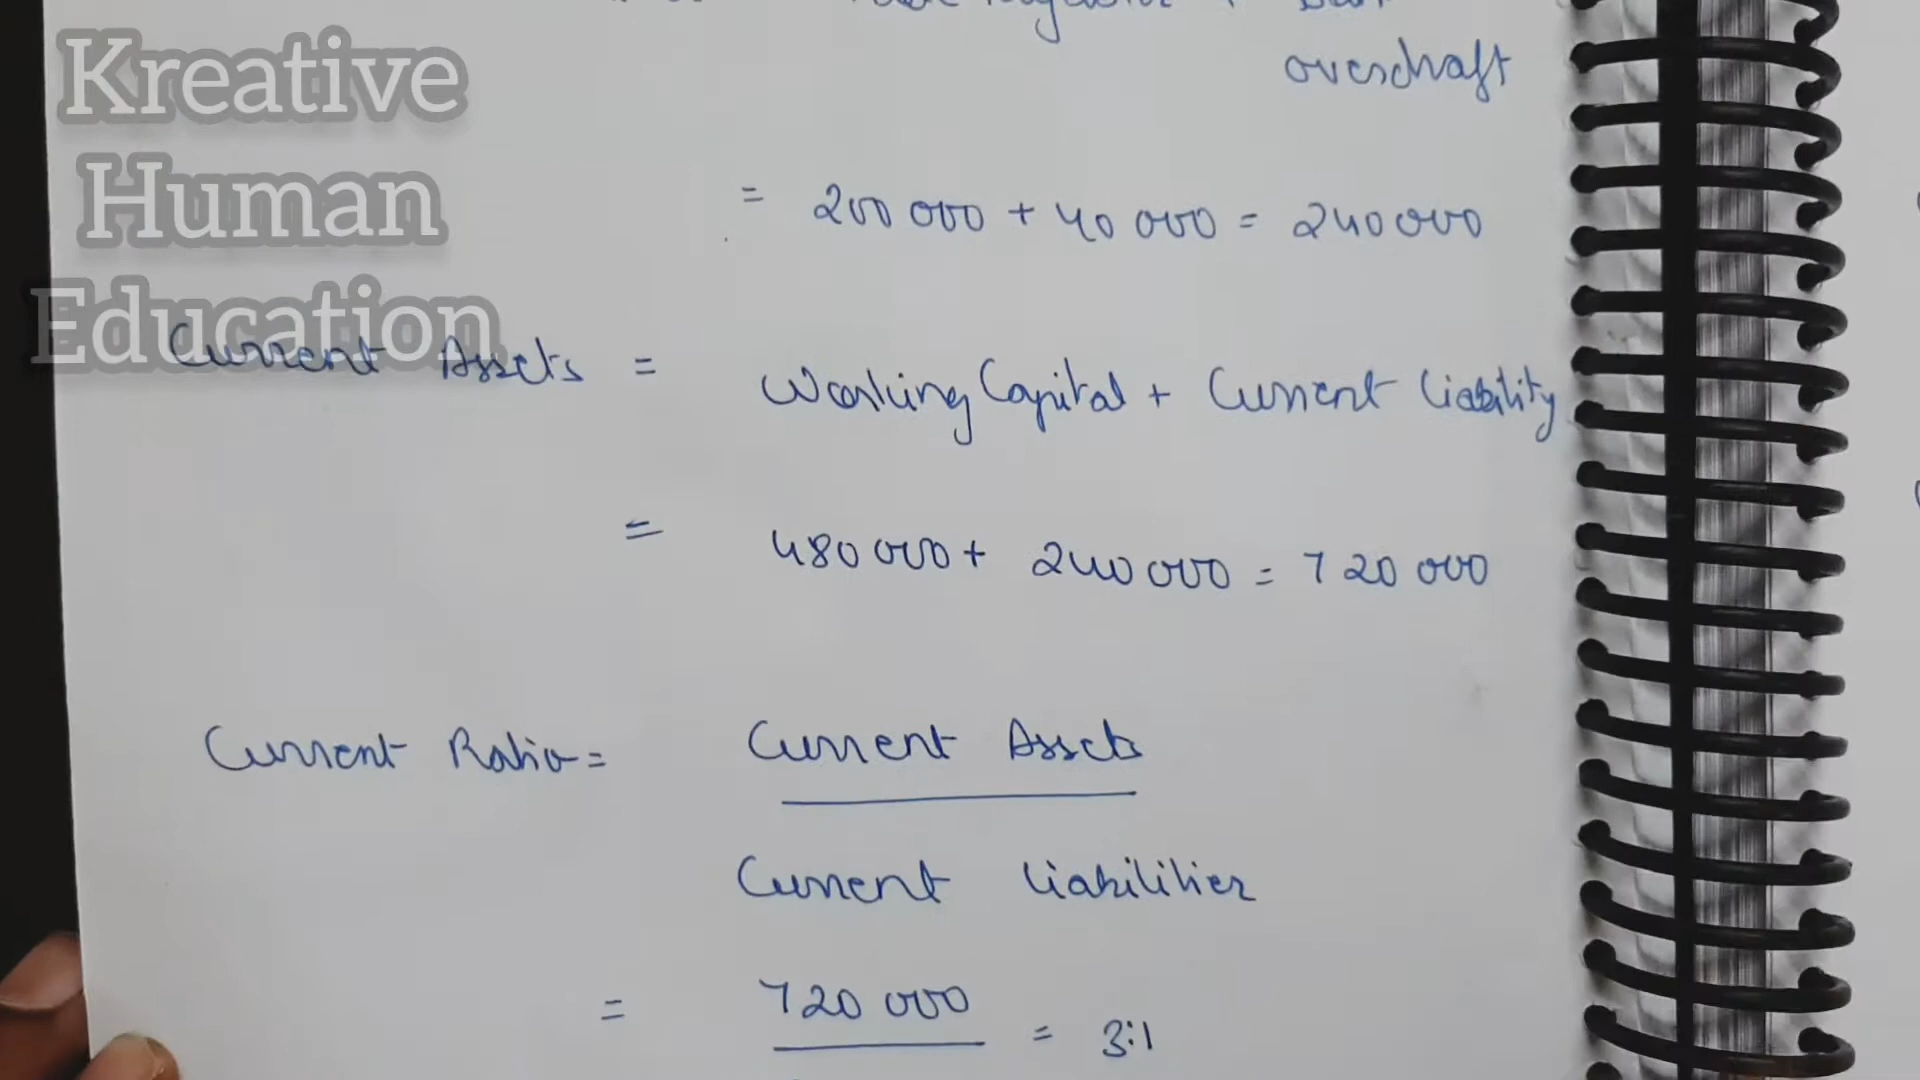 Kreative
Human
Education
overdraft
= 200 000 + 40 000 = 240 000
Current Assets = Working Capital + Current liability
= 480 000 + 240 000 = 720 000
Current Ratio = Current Assets
Current liabilities
= 720 000 = 3:1